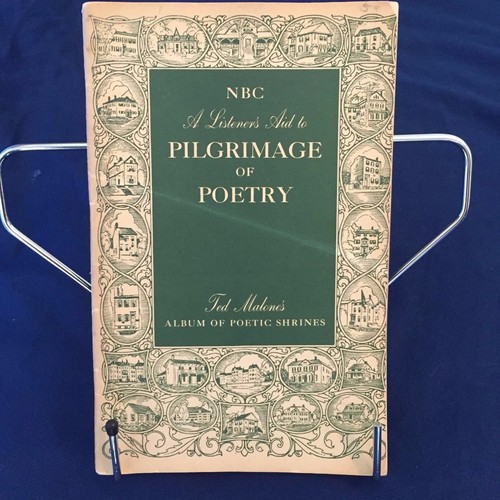 NBC
A Listener's Aid to
PILGRIMAGE
OF
POETRY
Ted Malone's
ALBUM OF POETIC SHRINES